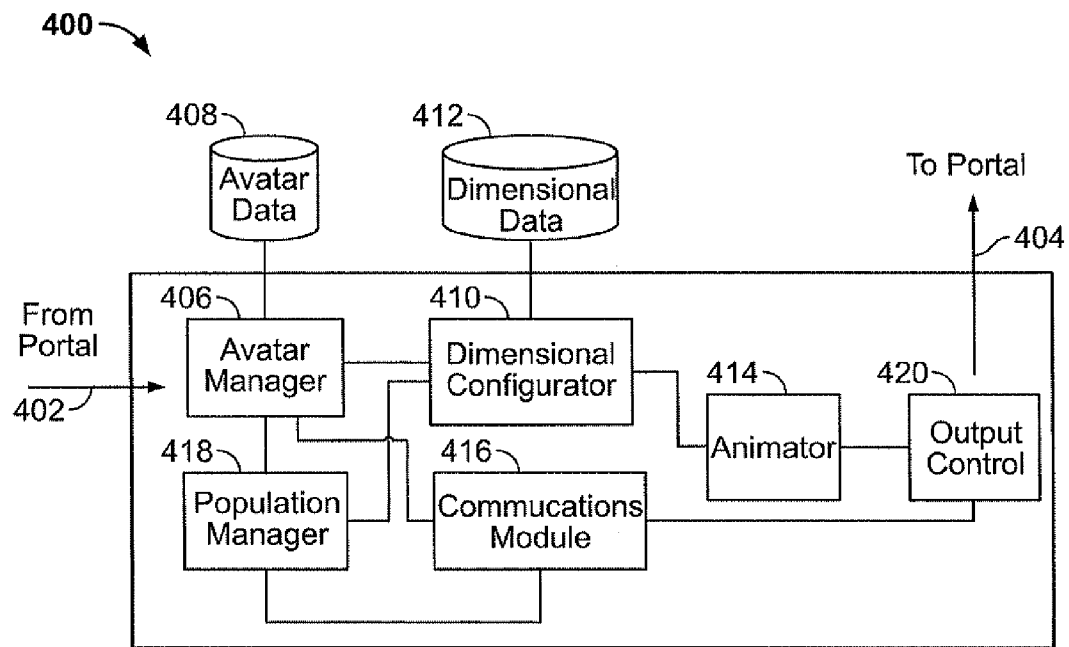 400
408
412
Avatar
Data
Dimensional
Data
To Portal
404
406
410
From
Portal
402
Avatar
Manager
Dimensional
Configurator
414
420
Animator
Output
Control
418
416
Population
Manager
Commucations
Module